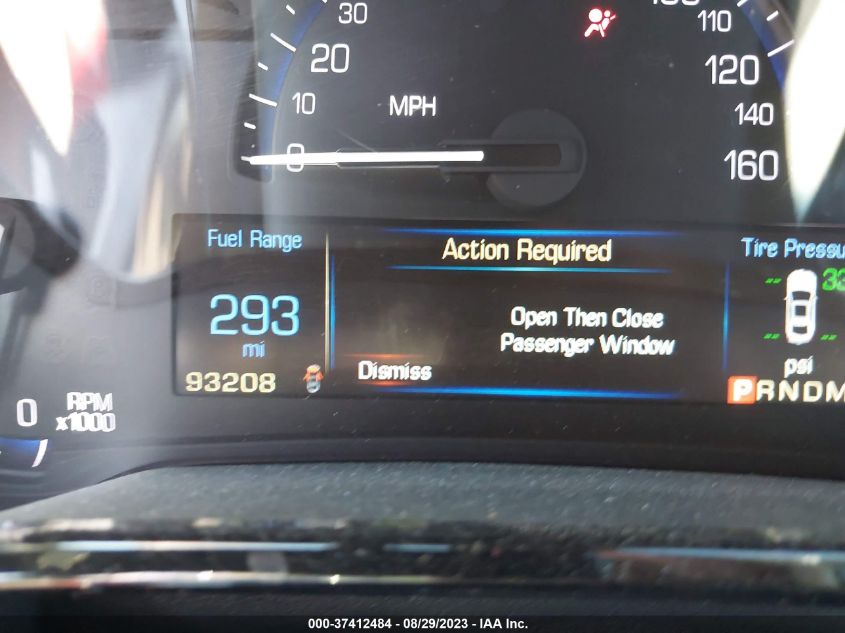 30
20
10
0
MPH
110
120
140
160
Fuel Range
293
mi
93208
Action Required
Open Then Close
Passenger Window
Dismiss
Tire Pressu
33
psi
PRNDM
0
RPM
x1000
000-37412484 - 08/29/2023 - IAA Inc.